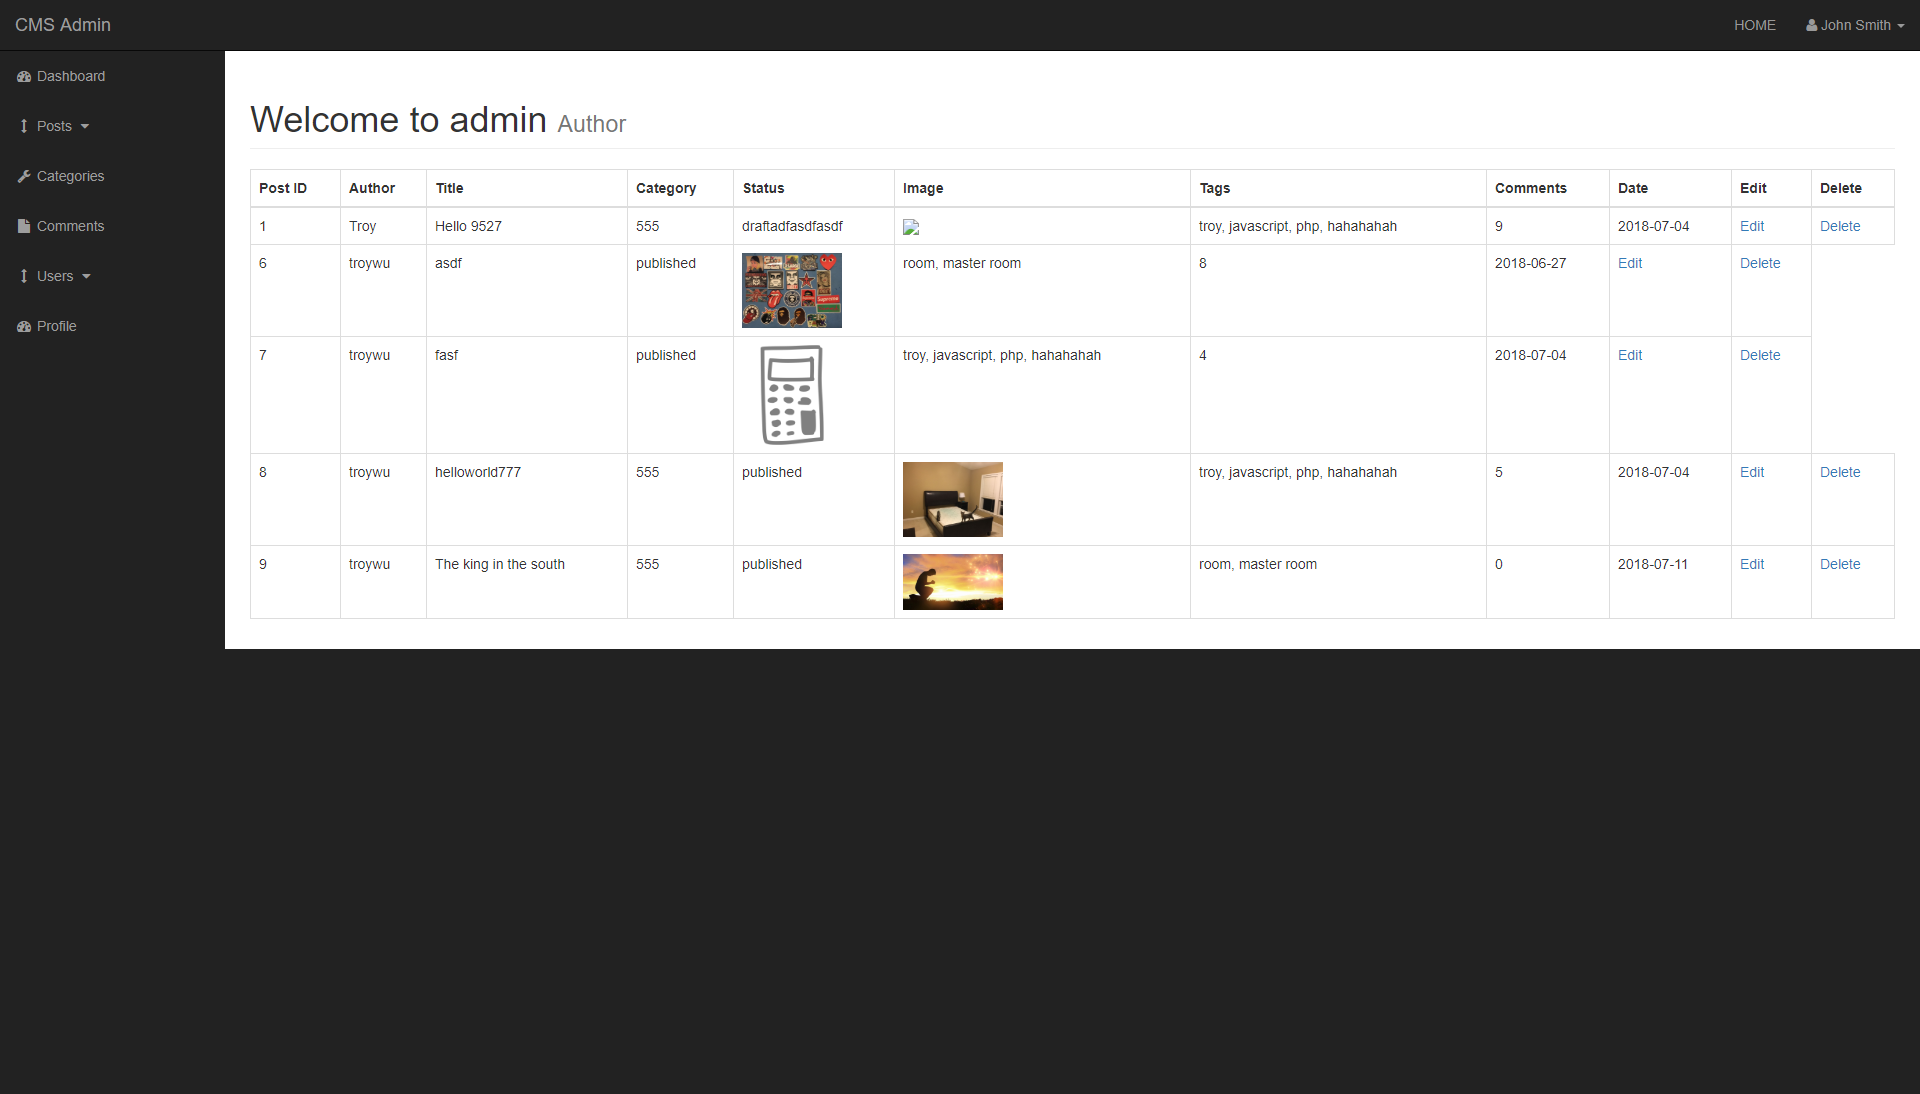 CMS Admin
HOME
John Smith
Dashboard
Posts
Categories
Comments
Users
Profile
Welcome to admin Author
Post ID Author Title Category Status Image Tags Comments Date Edit Delete
1 Troy Hello 9527 555 draftadfasdfasdf troy, javascript, php, hahahahah 9 2018-07-04 Edit Delete
6 troywu asdf published room, master room 8 2018-06-27 Edit Delete
7 troywu fasf published troy, javascript, php, hahahahah 4 2018-07-04 Edit Delete
8 troywu helloworld777 555 published troy, javascript, php, hahahahah 5 2018-07-04 Edit Delete
9 troywu The king in the south 555 published room, master room 0 2018-07-11 Edit Delete